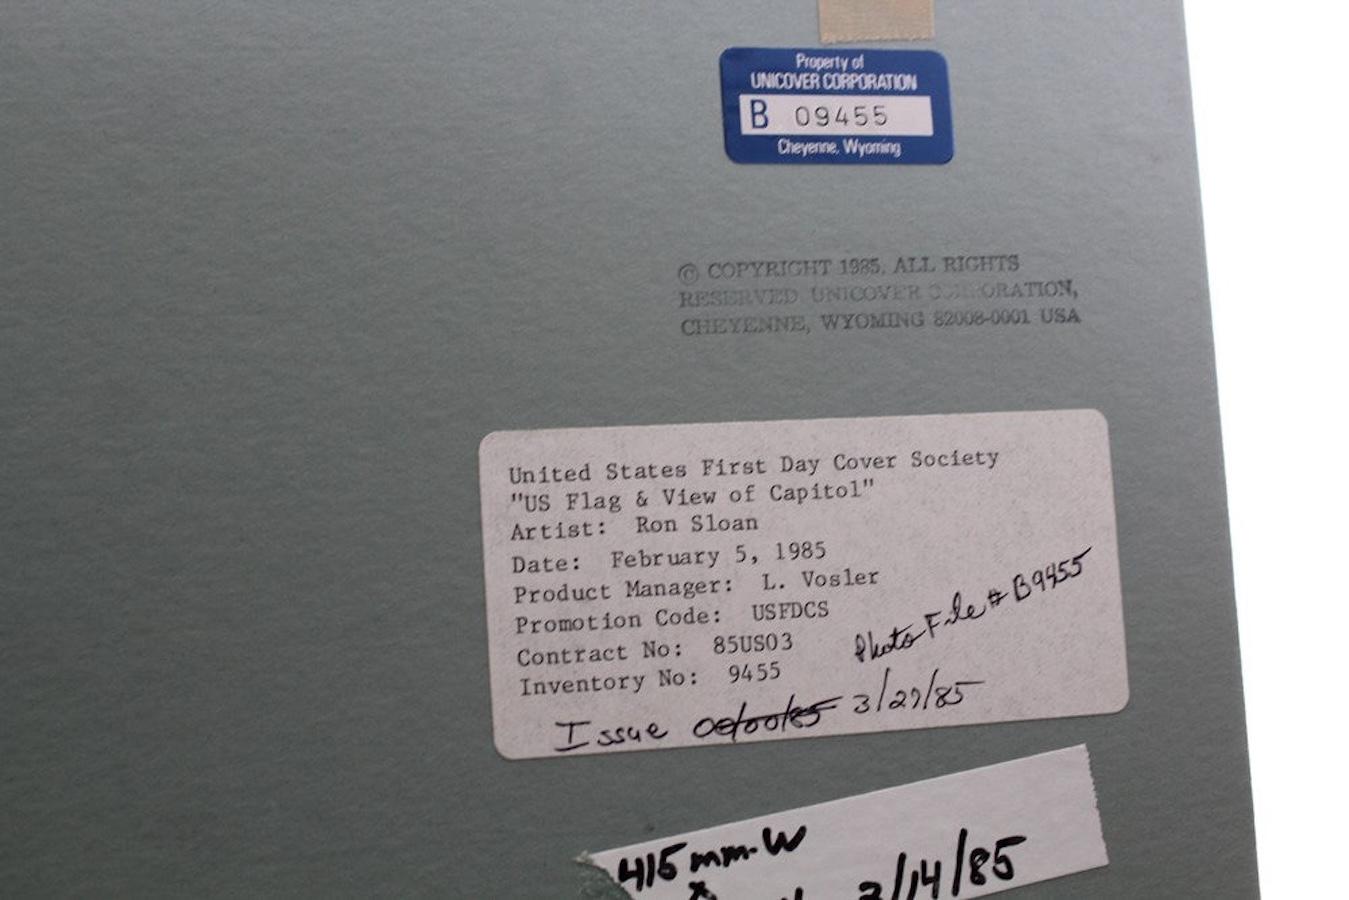 Property of
UNICOVER CORPORATION
B 09455
Cheyenne, Wyoming
© COPYRIGHT 1985, ALL RIGHTS
RESERVED UNICOVER CORPORATION,
CHEYENNE, WYOMING 82008-0001 USA
United States First Day Cover Society
"US Flag & View of Capitol"
Artist: Ron Sloan
Date: February 5, 1985
Product Manager: L. Vosler
Promotion Code: USFDCS
Contract No: 85US03
Inventory No: 9455
Photo File # B9455
Issue 3/29/85
415 mm-W
x
/14/85